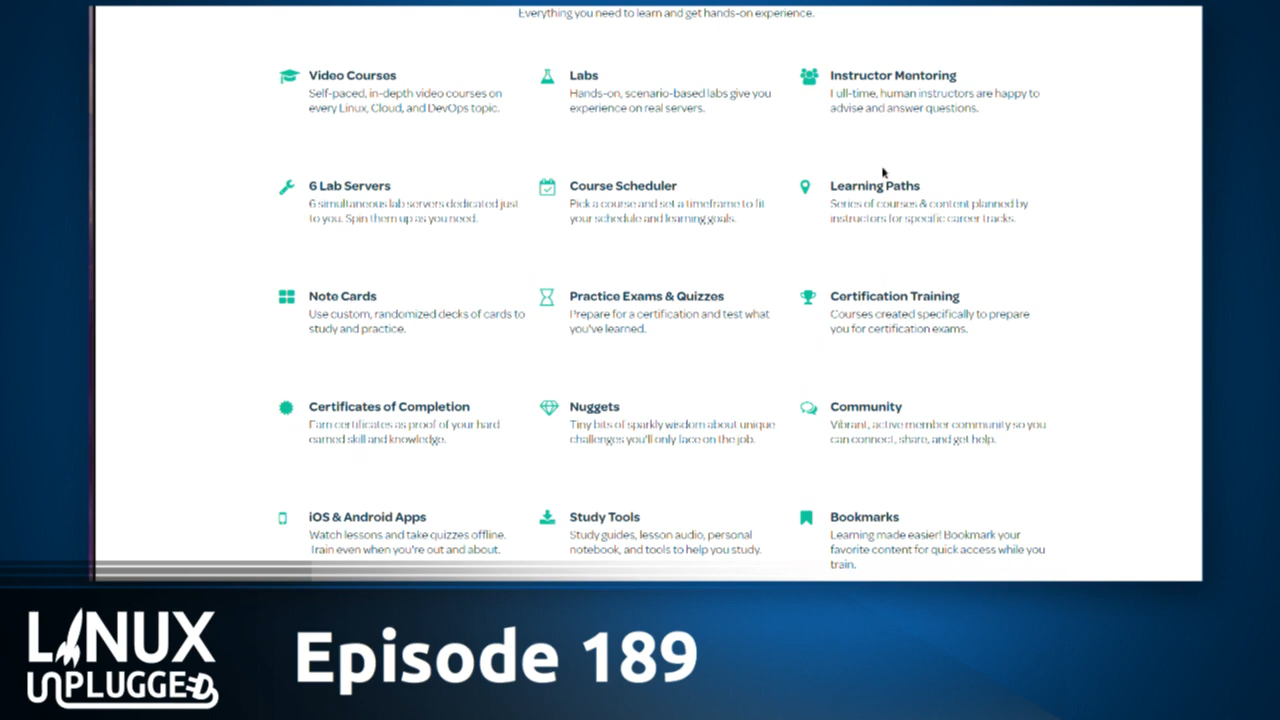 Everything you need to learn and get hands-on experience.
Video Courses
Self-paced, in-depth video courses on
every Linux, Cloud, and DevOps topic.
Labs
Hands-on, scenario-based labs give you
experience on real servers.
Instructor Mentoring
Full-time, human instructors are happy to
advise and answer questions.
6 Lab Servers
6 simultaneous lab servers dedicated just
to you. Spin them up as you need.
Course Scheduler
Pick a course and set a timeframe to fit
your schedule and learning goals.
Learning Paths
Series of courses & content planned by
instructors for specific career tracks.
Note Cards
Use custom, randomized decks of cards to
study and practice.
Practice Exams & Quizzes
Prepare for a certification and test what
you've learned.
Certification Training
Courses created specifically to prepare
you for certification exams.
Certificates of Completion
Earn certificates as proof of your hard
earned skill and knowledge.
Nuggets
Tiny bits of sparkly wisdom about unique
challenges you'll only face on the job.
Community
Vibrant, active member community so you
can connect, share, and get help.
iOS & Android Apps
Watch lessons and take quizzes offline.
Train even when you're out and about.
Study Tools
Study guides, lesson audio, personal
notebook, and tools to help you study.
Bookmarks
Learning made easier! Bookmark your
favorite content for quick access while you
train.
LINUX
UNPLUGGED
Episode 189